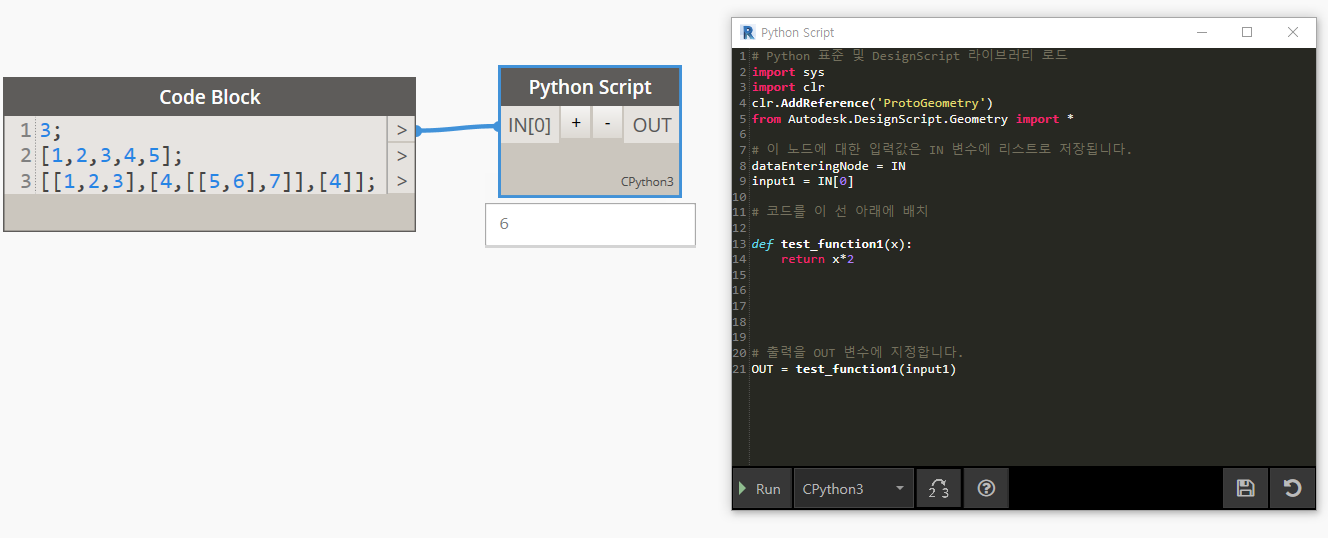 Code Block
1 3;
2 [1,2,3,4,5];
3 [[1,2,3],[4,[[5,6],7]],[4]];
>
>
>
Python Script
IN[0] + - OUT
CPython3
6
Python Script
1 # Python 표준 및 DesignScript 라이브러리 로드
2 import sys
3 import clr
4 clr.AddReference('ProtoGeometry')
5 from Autodesk.DesignScript.Geometry import *
6
7 # 이 노드에 대한 입력값은 IN 변수에 리스트로 저장됩니다.
8 dataEnteringNode = IN
9 input1 = IN[0]
10
11 # 코드를 이 선 아래에 배치
12
13 def test_function1(x):
14     return x*2
15
16
17
18
19
20 # 출력을 OUT 변수에 지정합니다.
21 OUT = test_function1(input1)
Run CPython3 2 3 ?